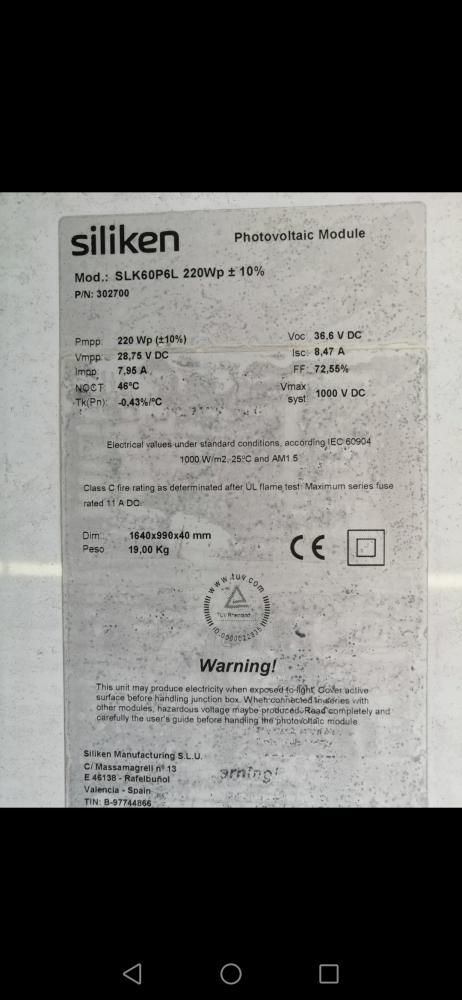 siliken
Photovoltaic Module
Mod.: SLK60P6L 220Wp ± 10%
P/N: 302700
Pmpp: 220 Wp (±10%)
Voc: 36,6 V DC
Vmpp: 28,75 V DC
Isc: 8,47 A
Impp: 7,95 A
FF: 72,55%
NOCT: 46°C
Vmax syst 1000 V DC
Tk(Pn): -0,43%/°C
Electrical values under standard conditions, according IEC 60904
1000 W/m2, 25°C and AM1.5
Class C fire rating as determined after UL flame test. Maximum series fuse
rated 11 A DC.
Dim: 1640x990x40 mm
Peso 19,00 Kg
CE
www.tuv.com
TÜV Rheinland
Warning!
This unit may produce electricity when exposed to light. Cover active
surface before handling junction box. When connected in series with
other modules, hazardous voltage maybe produced. Read completely and
carefully the user's guide before handling the photovoltaic module
Siliken Manufacturing S.L.U.
C/ Massamagrell nº 13
E 46138 - Rafelbuñol
Valencia - Spain
TIN: B-97744866
arning!